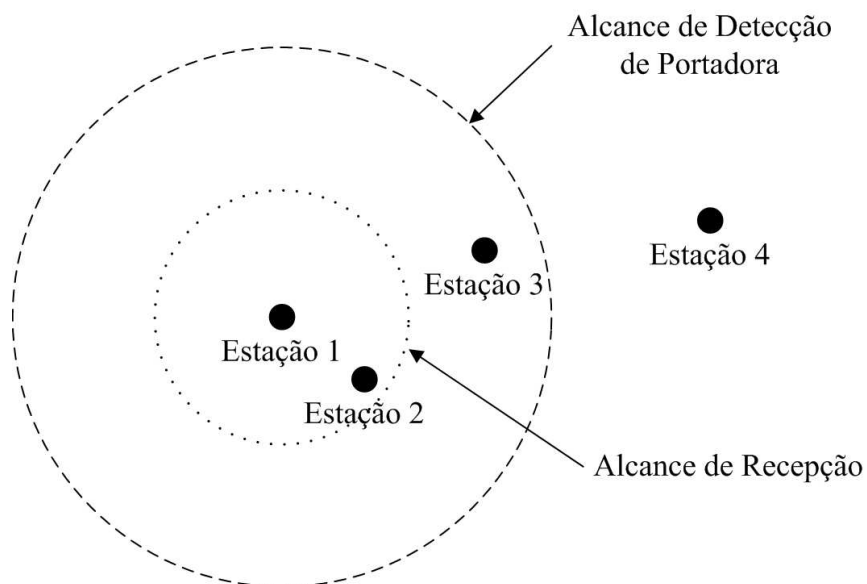 Alcance de Detecção
de Portadora
Estação 4
Estação 3
Estação 1
Estação 2
Alcance de Recepção